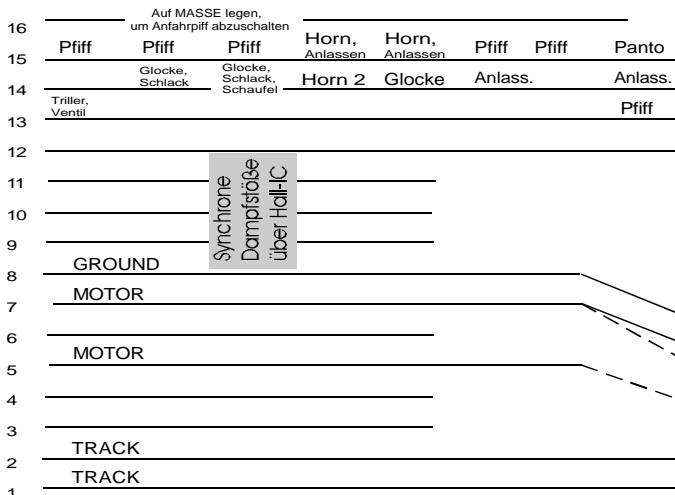 Auf MASSE legen,
16 um Anfahrpiff abzuschalten
Pfiff Pfiff Pfiff Horn, Horn, Pfiff Pfiff Panto
Anlassen Anlassen
15
Glocke, Glocke,
Schlack Schlack, Horn 2 Glocke Anlass. Anlass.
Schaufel
14
Triller,
Ventil Pfiff
13
12
11
10
9
Synchrone
Dampfstöße
über Hall-IC
GROUND
8
MOTOR
7
6
MOTOR
5
4
3
TRACK
2
TRACK
1